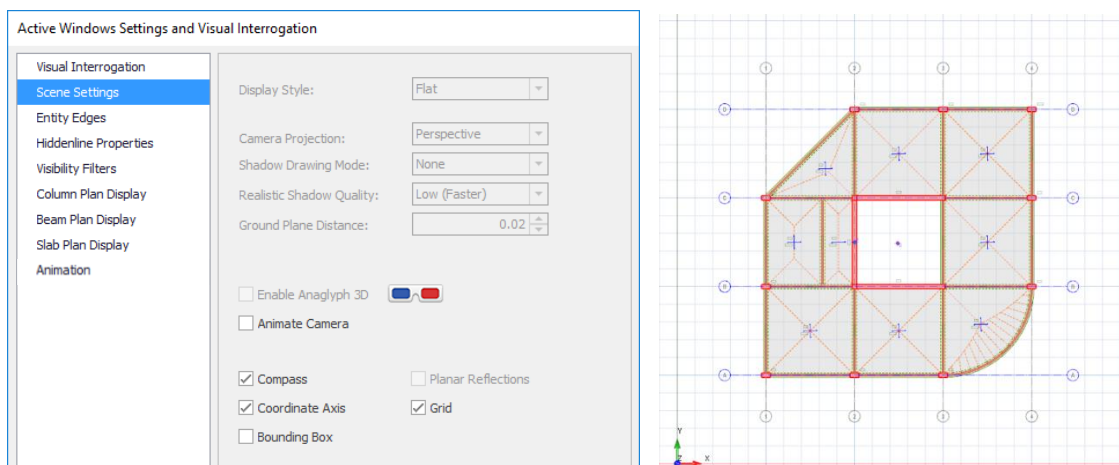 Active Windows Settings and Visual Interrogation
Visual Interrogation
Scene Settings
Entity Edges
Hiddenline Properties
Visibility Filters
Column Plan Display
Beam Plan Display
Slab Plan Display
Animation
Display Style: Flat
Camera Projection: Perspective
Shadow Drawing Mode: None
Realistic Shadow Quality: Low (Faster)
Ground Plane Distance: 0.02
Enable Anaglyph 3D
Animate Camera
Compass
Planar Reflections
Coordinate Axis
Grid
Bounding Box
1 2 3 4
D D
C C
B B
A A
1 2 3 4
Y
Z X